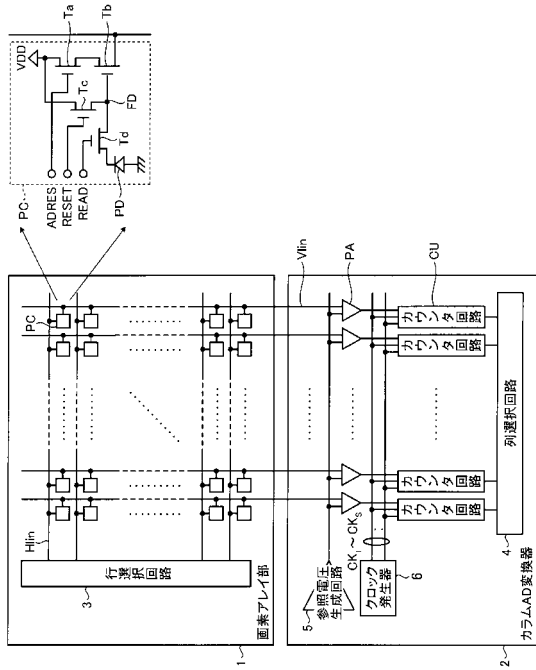 VDD
Ta
Tb
Tc
FD
Td
PD
PC
ADRES
RESET
READ
PC
Hlin
行選択回路
3
画素アレイ部
1
Vlin
PA
CU
カウンタ回路
カウンタ回路
カウンタ回路
カウンタ回路
列選択回路
4
参照電圧
生成回路
5
CK₁~CKₛ
クロック
発生器
6
カラムAD変換器
2